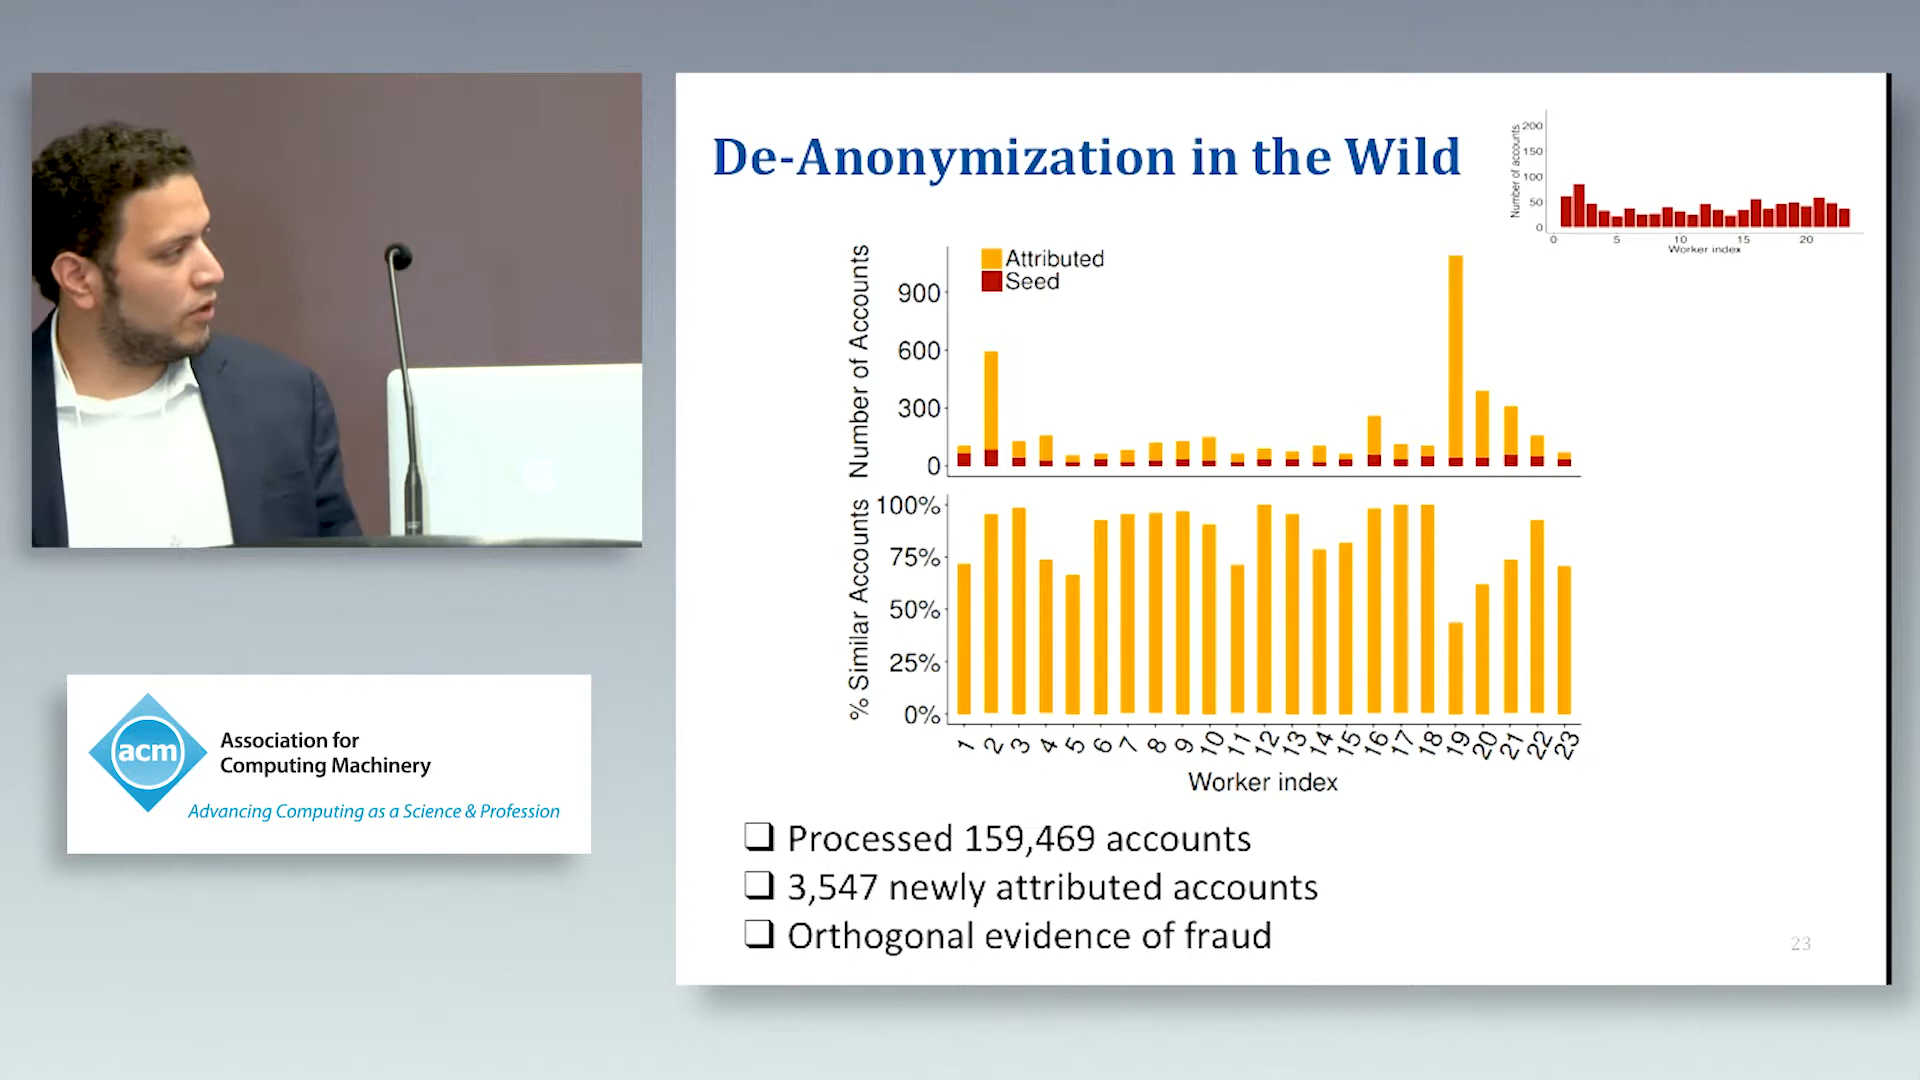 De-Anonymization in the Wild
Number of accounts
200
150
100
50
0
0 5 10 15 20
Worker index
Attributed
Seed
Number of Accounts
900
600
300
0
% Similar Accounts
100%
75%
50%
25%
0%
1 2 3 4 5 6 7 8 9 10 11 12 13 14 15 16 17 18 19 20 21 22 23
Worker index
Processed 159,469 accounts
3,547 newly attributed accounts
Orthogonal evidence of fraud
23
acm
Association for
Computing Machinery
Advancing Computing as a Science & Profession